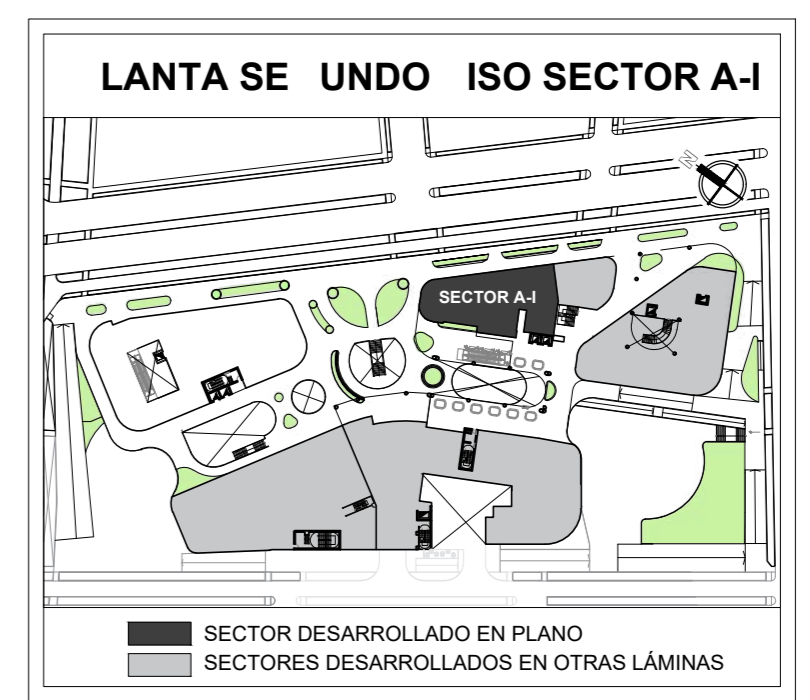 LANTA SE UNDO ISO SECTOR A-I
N
SECTOR A-I
SECTOR DESARROLLADO EN PLANO
SECTORES DESARROLLADOS EN OTRAS LÁMINAS